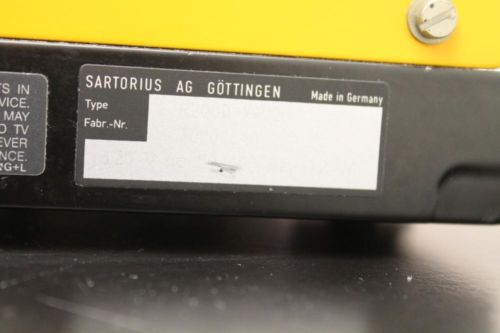 SARTORIUS AG GÖTTINGEN Made in Germany
Type
Fabr.-Nr.
TS IN
VICE.
MAY
D TV
EVER
NCE.
G+L